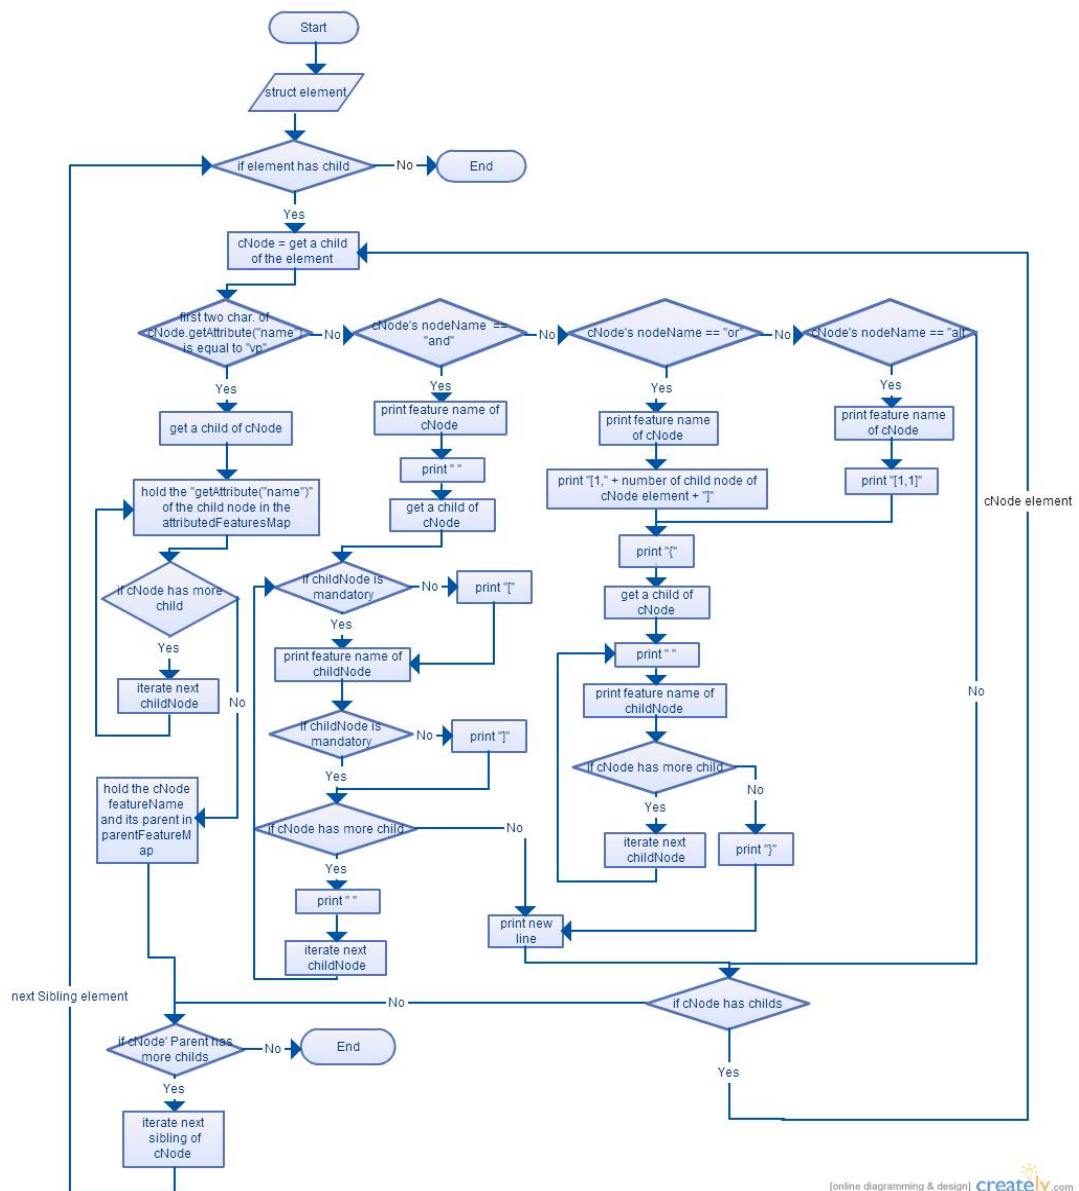 Start
struct element
if element has child
No
End
Yes
cNode = get a child
of the element
first two char. of
cNode.getAttribute("name")
is equal to "vp"
No
cNode's nodeName ==
"and"
No
cNode's nodeName == "or"
No
cNode's nodeName == "alt"
Yes
Yes
Yes
Yes
get a child of cNode
print feature name of
cNode
print feature name
of cNode
print feature name
of cNode
print " "
print "[1," + number of child node of
cNode element + "]"
print "[1,1]"
hold the "getAttribute("name")"
of the child node in the
attributedFeaturesMap
get a child of
cNode
cNode element
print "{"
if cNode has more
child
if childNode is
mandatory
No
print "["
get a child of
cNode
Yes
Yes
print feature name of
childNode
print " "
iterate next
childNode
No
No
print feature name of
childNode
if childNode is
mandatory
No
print "]"
if cNode has more child
Yes
No
Yes
hold the cNode
featureName
and its parent in
parentFeatureM
ap
if cNode has more child
No
iterate next
childNode
print "}"
Yes
print " "
print new
line
iterate next
childNode
next Sibling element
No
if cNode has childs
if cNode' Parent has
more childs
No
End
Yes
Yes
iterate next
sibling of
cNode
[online diagramming & design] creately.com